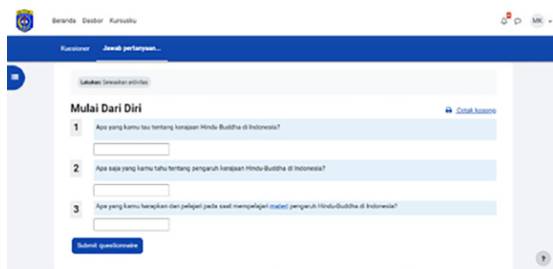 Beranda Dasbor Kursusku
MK
Kuesioner Jawab pertanyaan...
Lakukan: Selesaikan aktivitas
Mulai Dari Diri
Cetak kosong
1 Apa yang kamu tau tentang kerajaan Hindu-Buddha di Indonesia?
2 Apa saja yang kamu tahu tentang pengaruh kerajaan Hindu-Buddha di Indonesia?
3 Apa yang kamu harapkan dan pelajari pada saat mempelajari materi pengaruh Hindu-Buddha di Indonesia?
Submit questionnaire
?